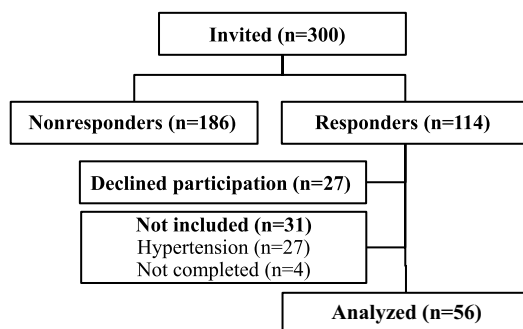 Invited (n=300)
Nonresponders (n=186)
Responders (n=114)
Declined participation (n=27)
Not included (n=31)
Hypertension (n=27)
Not completed (n=4)
Analyzed (n=56)